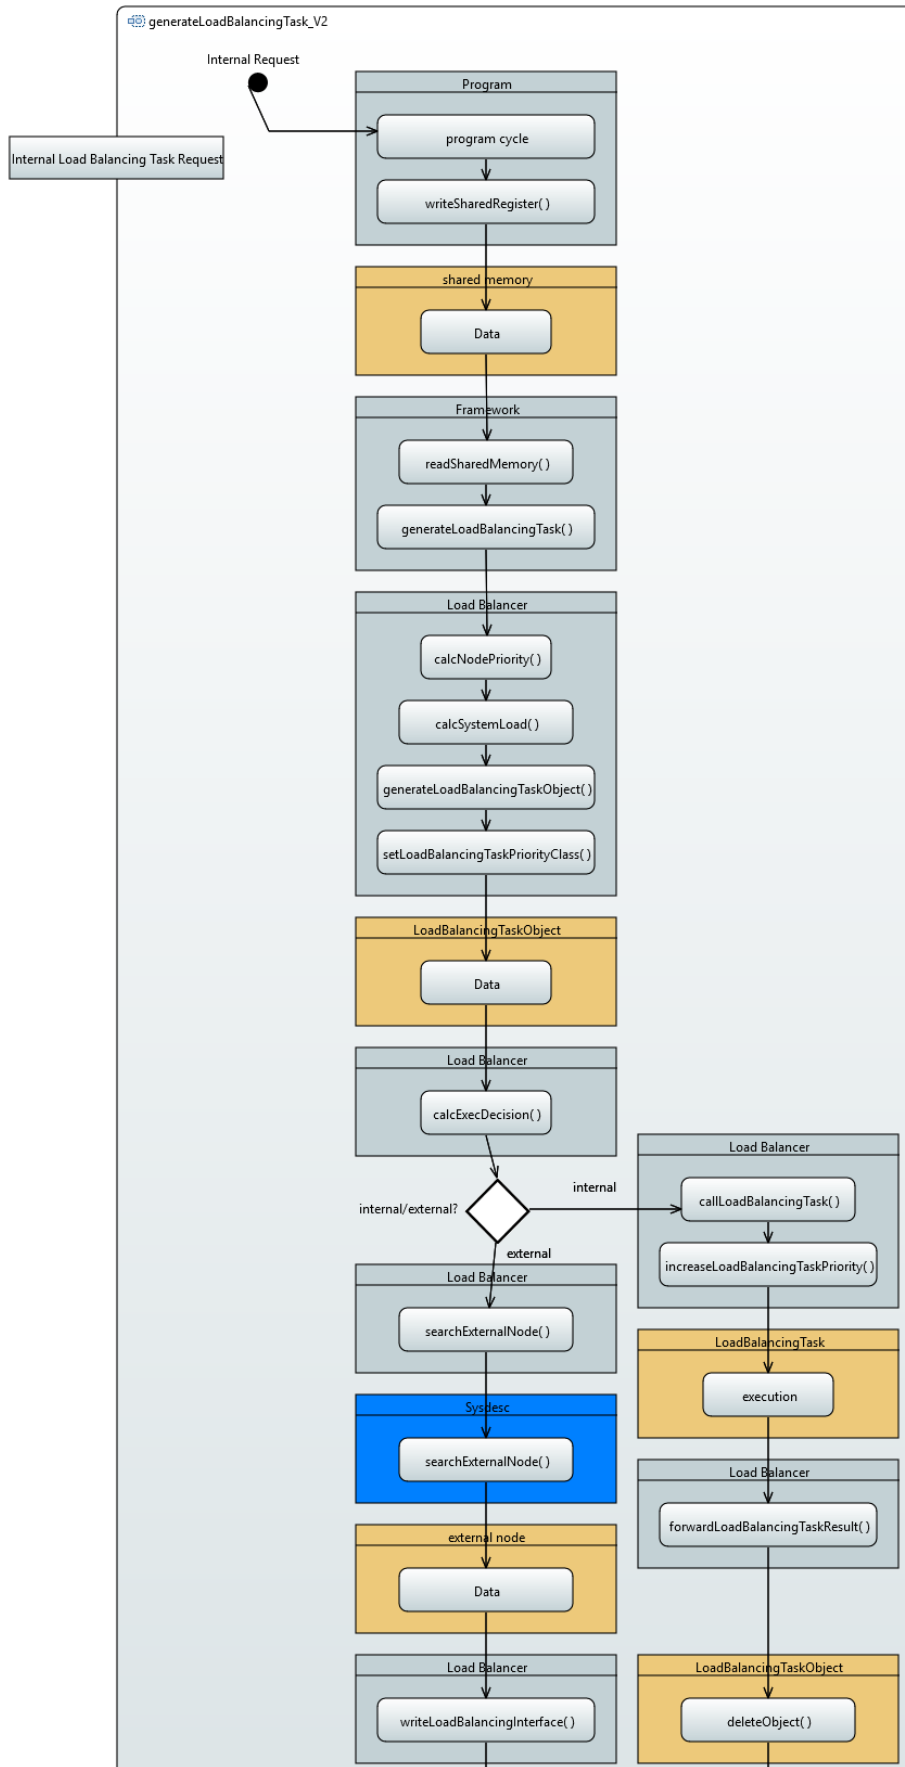 generateLoadBalancingTask_V2
Internal Request
Internal Load Balancing Task Request
Program
program cycle
writeSharedRegister( )
shared memory
Data
Framework
readSharedMemory( )
generateLoadBalancingTask( )
Load Balancer
calcNodePriority( )
calcSystemLoad( )
generateLoadBalancingTaskObject( )
setLoadBalancingTaskPriorityClass( )
LoadBalancingTaskObject
Data
Load Balancer
calcExecDecision( )
internal/external?
internal
external
Load Balancer
callLoadBalancingTask( )
increaseLoadBalancingTaskPriority( )
Load Balancer
searchExternalNode( )
LoadBalancingTask
execution
Sysdesc
searchExternalNode( )
Load Balancer
forwardLoadBalancingTaskResult( )
external node
Data
Load Balancer
writeLoadBalancingInterface( )
LoadBalancingTaskObject
deleteObject( )